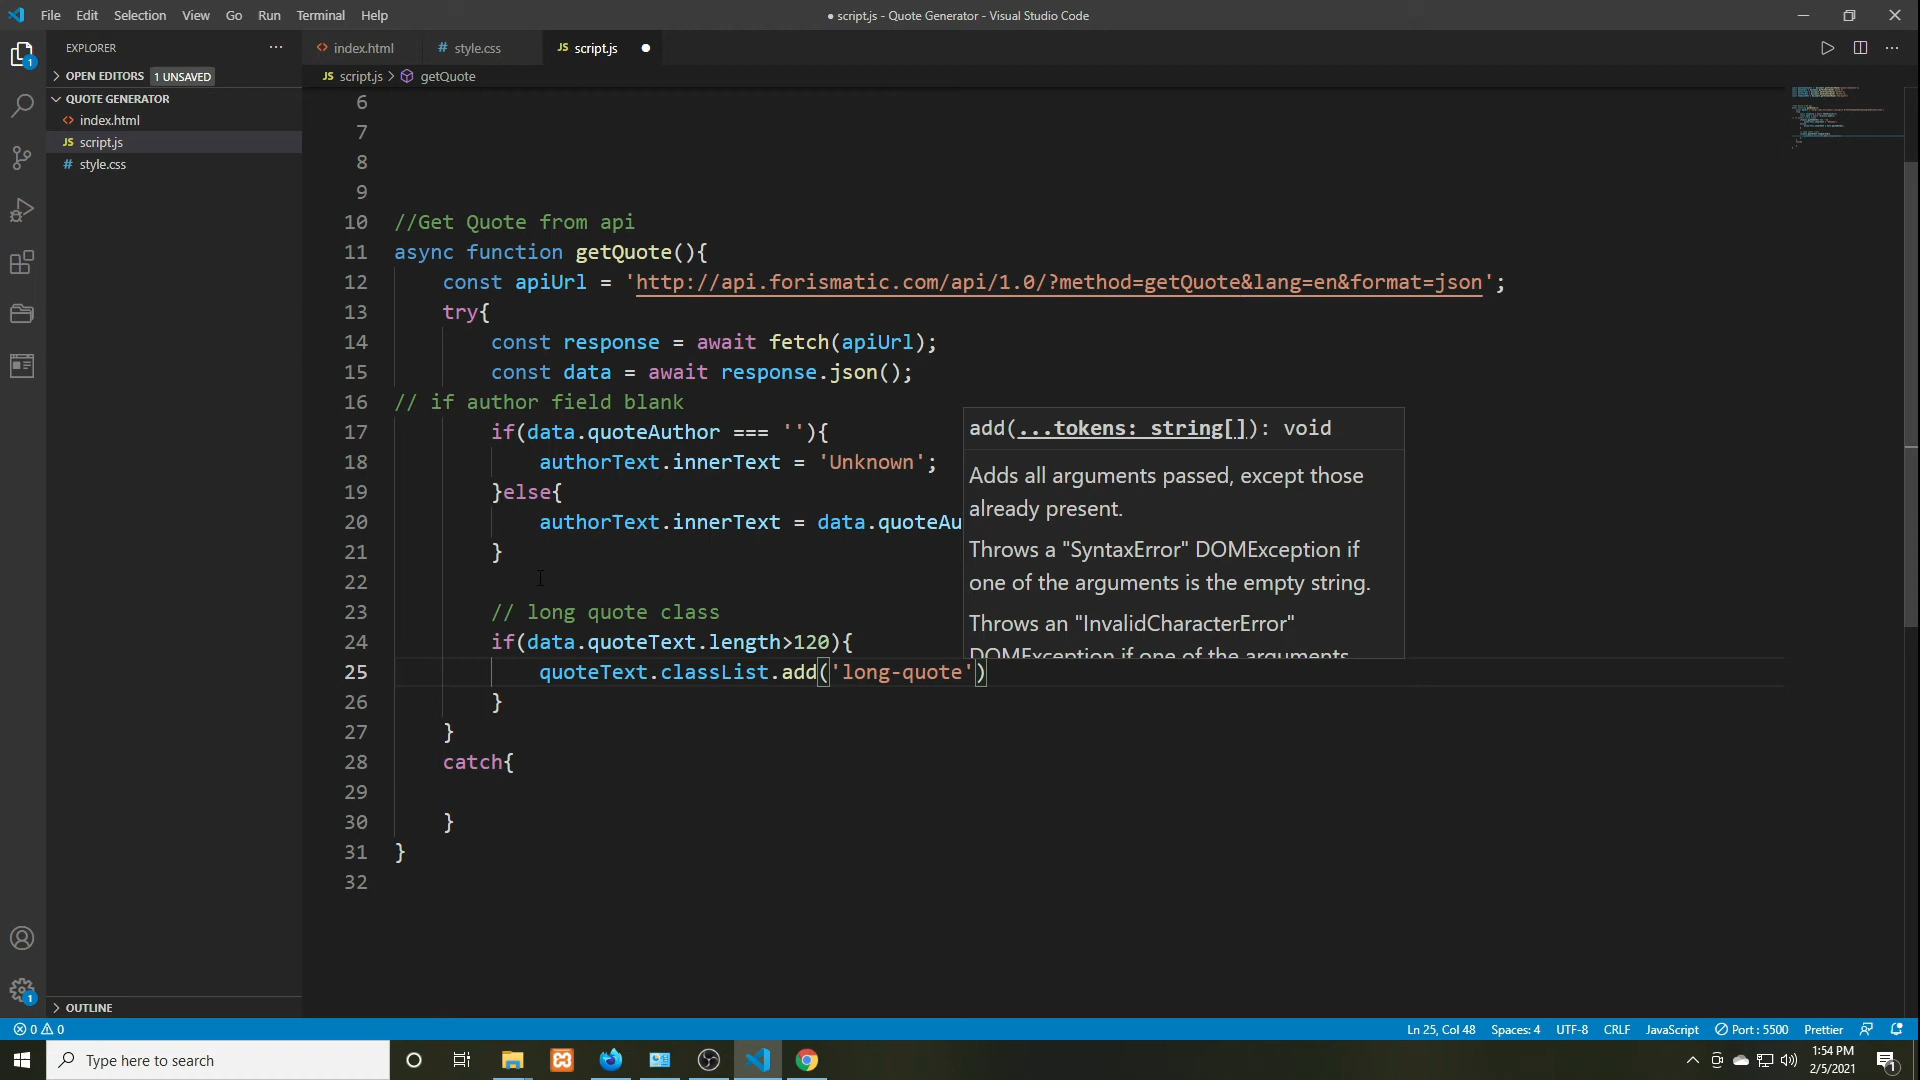 File Edit Selection View Go Run Terminal Help
● script.js - Quote Generator - Visual Studio Code
EXPLORER
OPEN EDITORS 1 UNSAVED
QUOTE GENERATOR
index.html
script.js
style.css
OUTLINE
index.html
style.css
JS script.js
JS script.js > getQuote
6
7
8
9
10 //Get Quote from api
11 async function getQuote(){
12 const apiUrl = 'http://api.forismatic.com/api/1.0/?method=getQuote&lang=en&format=json';
13 try{
14 const response = await fetch(apiUrl);
15 const data = await response.json();
16 // if author field blank
17 if(data.quoteAuthor === ''){
18 authorText.innerText = 'Unknown';
19 }else{
20 authorText.innerText = data.quoteAu
21 }
22
23 // long quote class
24 if(data.quoteText.length>120){
25 quoteText.classList.add('long-quote')
26 }
27 }
28 catch{
29
30 }
31 }
32
add(...tokens: string[]): void
Adds all arguments passed, except those
already present.
Throws a "SyntaxError" DOMException if
one of the arguments is the empty string.
Throws an "InvalidCharacterError"
DOMException if one of the arguments
0 0
Ln 25, Col 48 Spaces: 4 UTF-8 CRLF JavaScript Port : 5500 Prettier
Type here to search
1:54 PM
2/5/2021